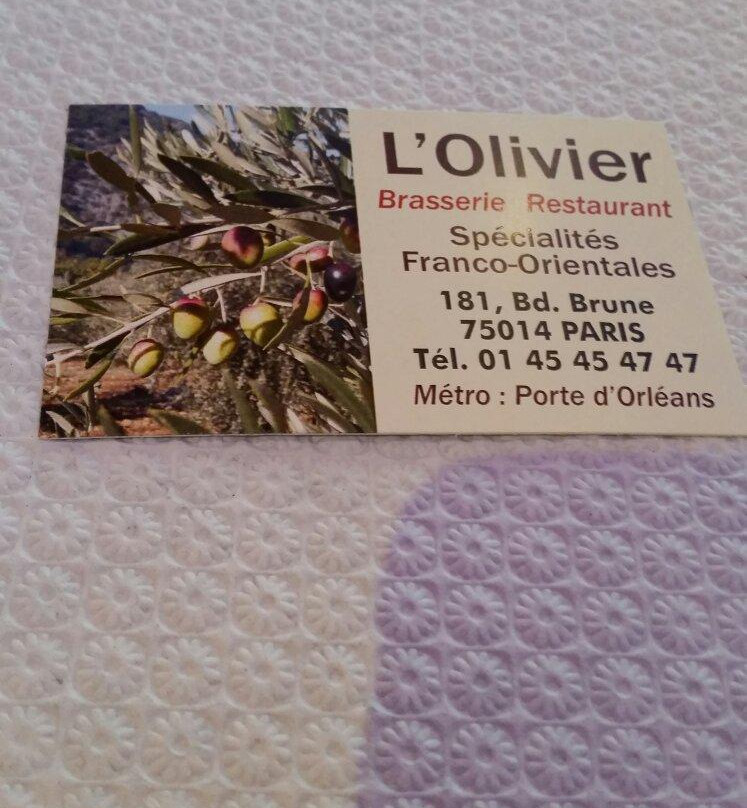 L'Olivier
Brasserie Restaurant
Spécialités
Franco-Orientales
181, Bd. Brune
75014 PARIS
Tél. 01 45 45 47 47
Métro : Porte d'Orléans